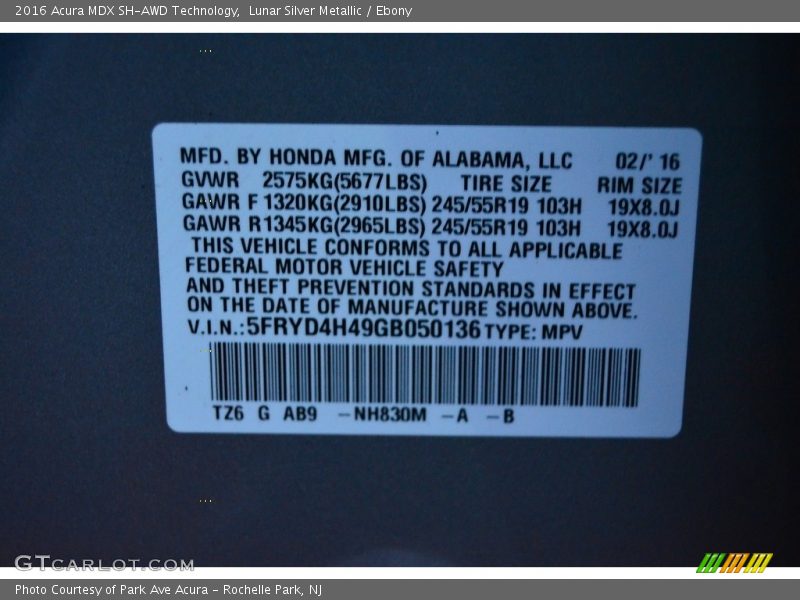 2016 Acura MDX SH-AWD Technology,  Lunar Silver Metallic / Ebony
MFD. BY HONDA MFG. OF ALABAMA, LLC 02/' 16
GVWR 2575KG(5677LBS) TIRE SIZE RIM SIZE
GAWR F 1320KG(2910LBS) 245/55R19 103H 19X8.0J
GAWR R 1345KG(2965LBS) 245/55R19 103H 19X8.0J
THIS VEHICLE CONFORMS TO ALL APPLICABLE
FEDERAL MOTOR VEHICLE SAFETY
AND THEFT PREVENTION STANDARDS IN EFFECT
ON THE DATE OF MANUFACTURE SHOWN ABOVE.
V.I.N.:5FRYD4H49GB050136 TYPE: MPV
TZ6 G AB9 -NH830M -A -B
GTCARLOT.COM
Photo Courtesy of Park Ave Acura - Rochelle Park, NJ